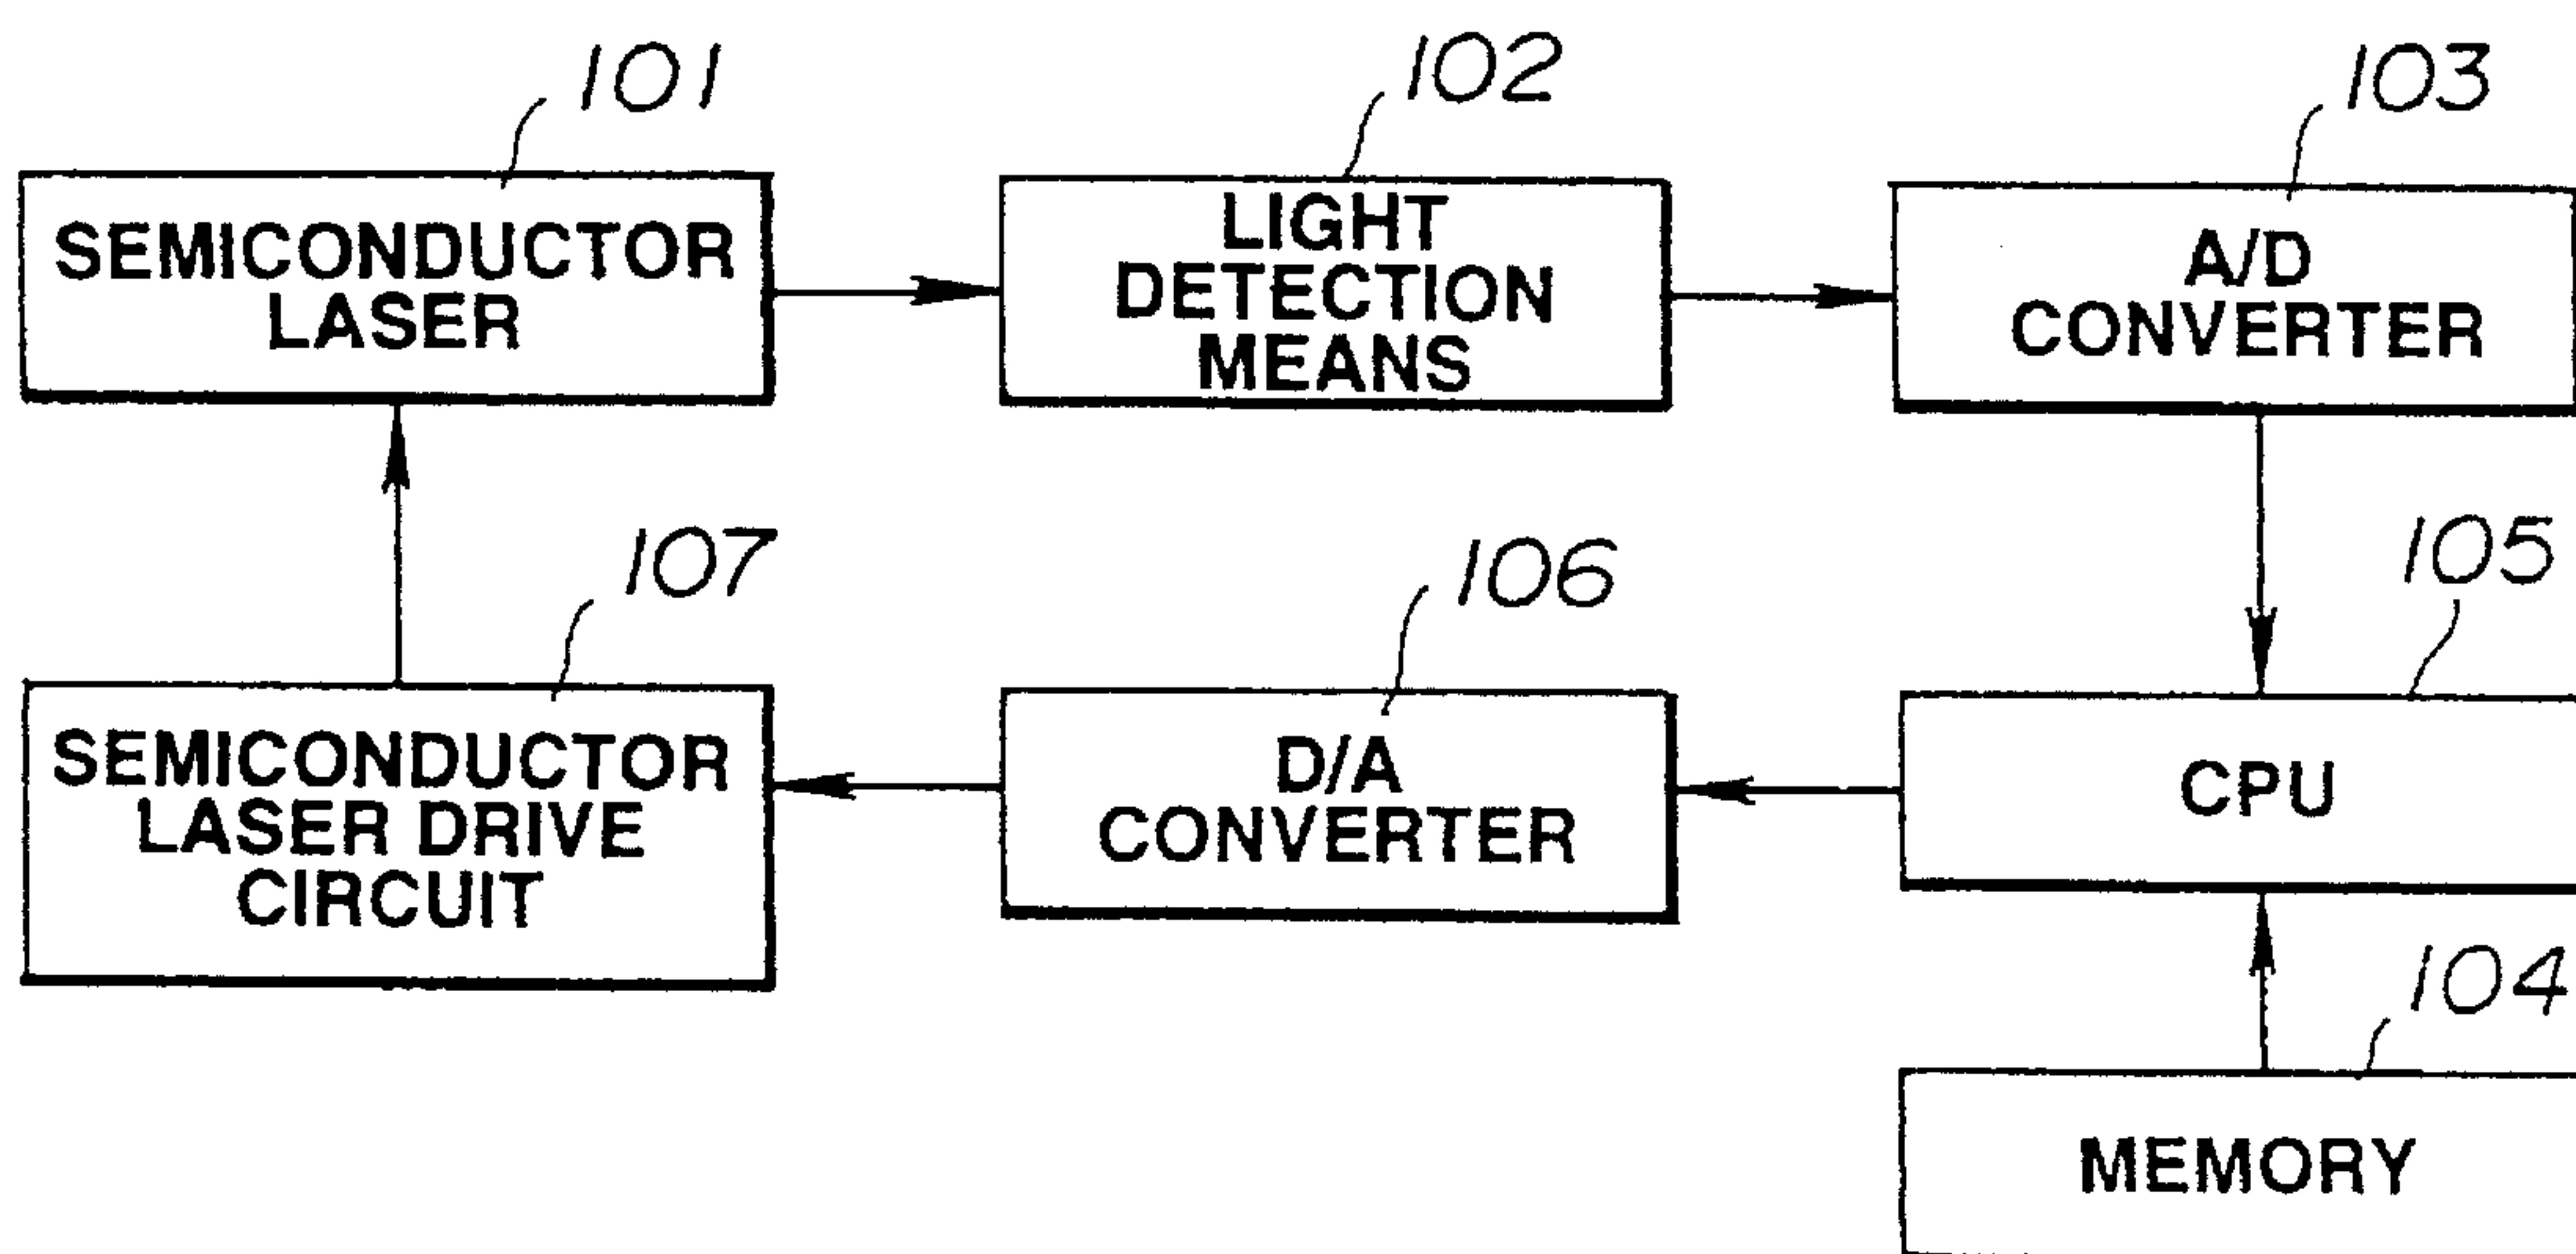 101
102
103
SEMICONDUCTOR
LASER
LIGHT
DETECTION
MEANS
A/D
CONVERTER
107
106
105
SEMICONDUCTOR
LASER DRIVE
CIRCUIT
D/A
CONVERTER
CPU
104
MEMORY